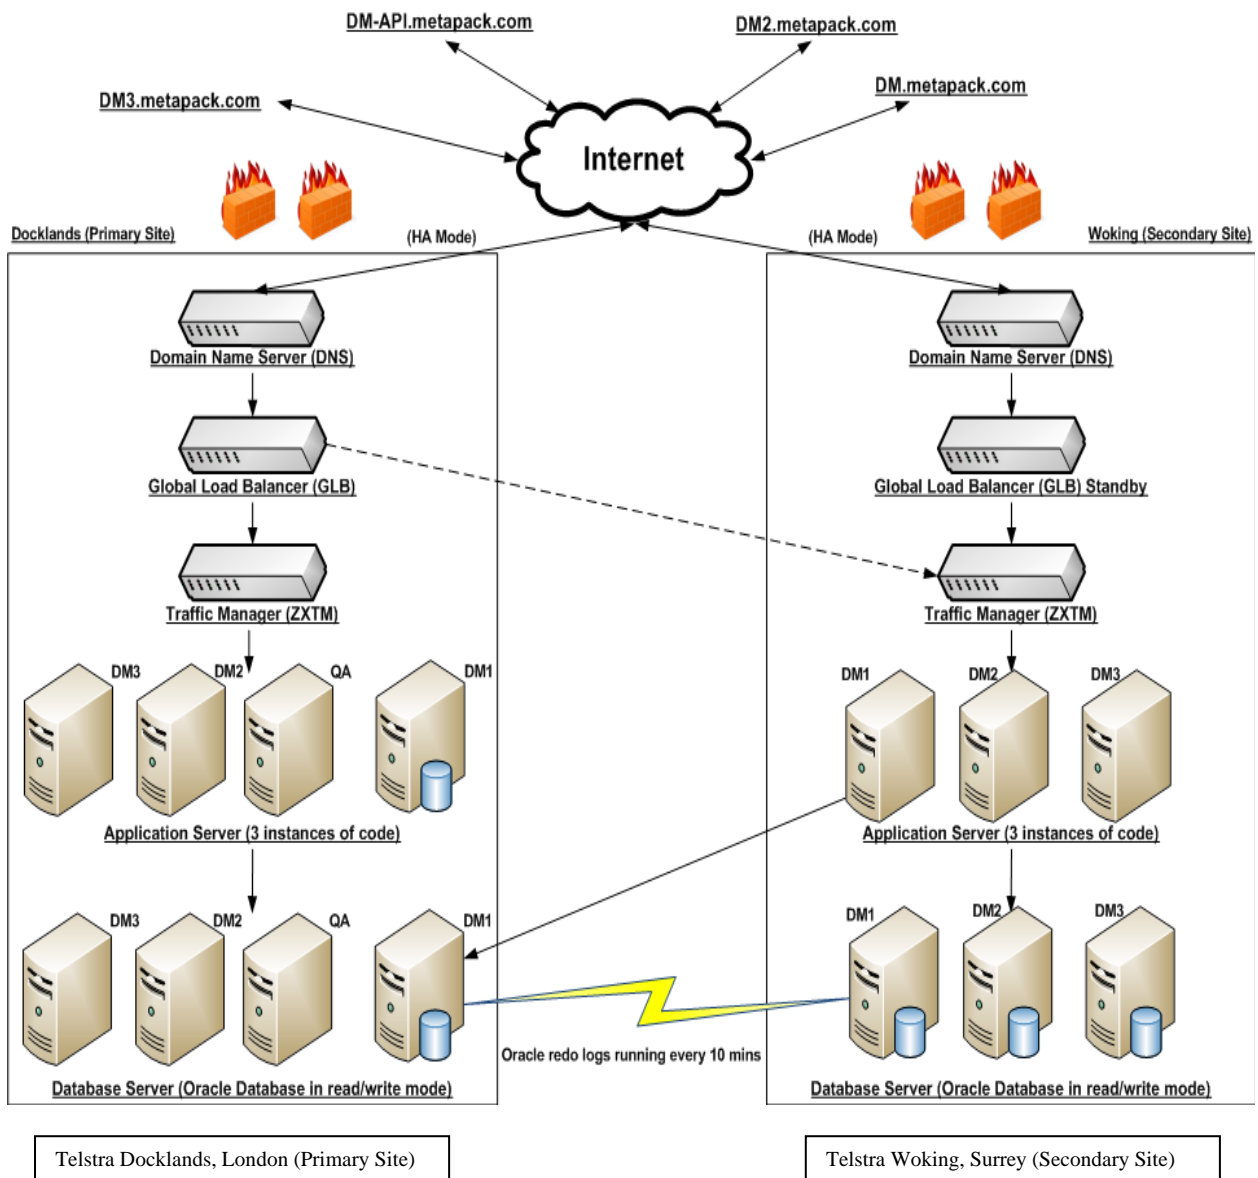 DM-API.metapack.com
DM2.metapack.com
DM3.metapack.com
DM.metapack.com
Internet
Docklands (Primary Site)
(HA Mode)
(HA Mode)
Woking (Secondary Site)
Domain Name Server (DNS)
Domain Name Server (DNS)
Global Load Balancer (GLB)
Global Load Balancer (GLB) Standby
Traffic Manager (ZXTM)
Traffic Manager (ZXTM)
DM3
DM2
QA
DM1
DM1
DM2
DM3
Application Server (3 instances of code)
Application Server (3 instances of code)
DM3
DM2
QA
DM1
DM1
DM2
DM3
Oracle redo logs running every 10 mins
Database Server (Oracle Database in read/write mode)
Database Server (Oracle Database in read/write mode)
Telstra Docklands, London (Primary Site)
Telstra Woking, Surrey (Secondary Site)